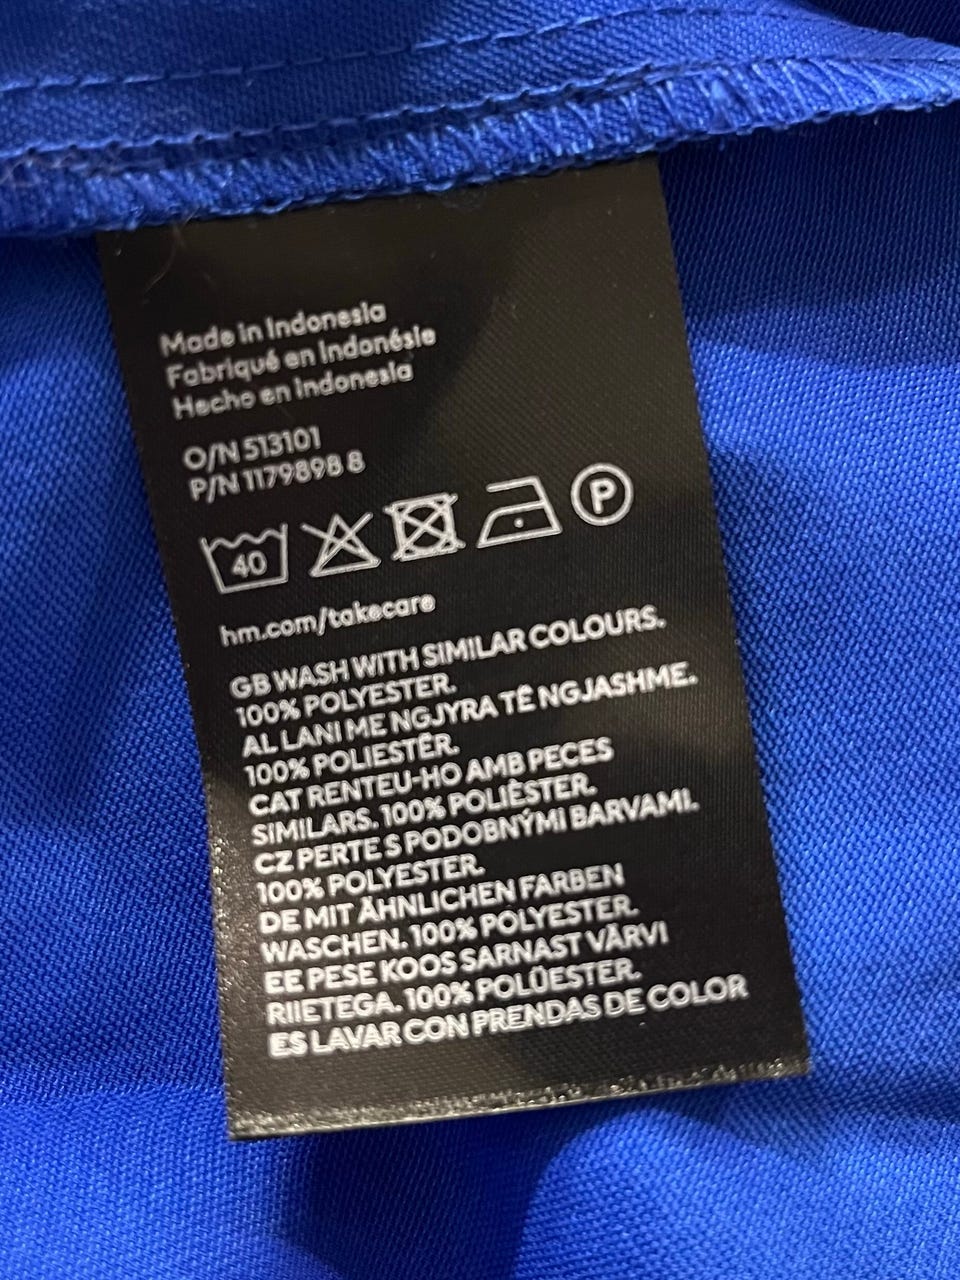 Made in Indonesia
Fabriqué en Indonésie
Hecho en Indonesia
O/N 513101
P/N 1179898 8
40 P
hm.com/takecare
GB WASH WITH SIMILAR COLOURS.
100% POLYESTER.
AL LANI ME NGJYRA TË NGJASHME.
100% POLIESTËR.
CAT RENTEU-HO AMB PECES
SIMILARS. 100% POLIÈSTER.
CZ PERTE S PODOBNÝMI BARVAMI.
100% POLYESTER.
DE MIT ÄHNLICHEN FARBEN
WASCHEN. 100% POLYESTER.
EE PESE KOOS SARNAST VÄRVI
RIIETEGA. 100% POLÜESTER.
ES LAVAR CON PRENDAS DE COLOR